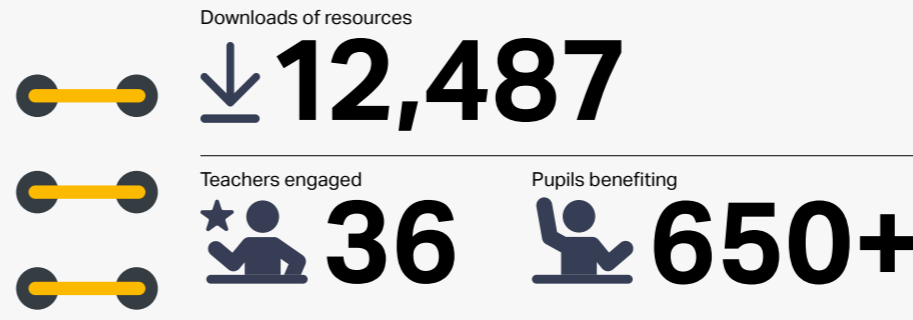 Downloads of resources
12,487
Teachers engaged
36
Pupils benefiting
650+